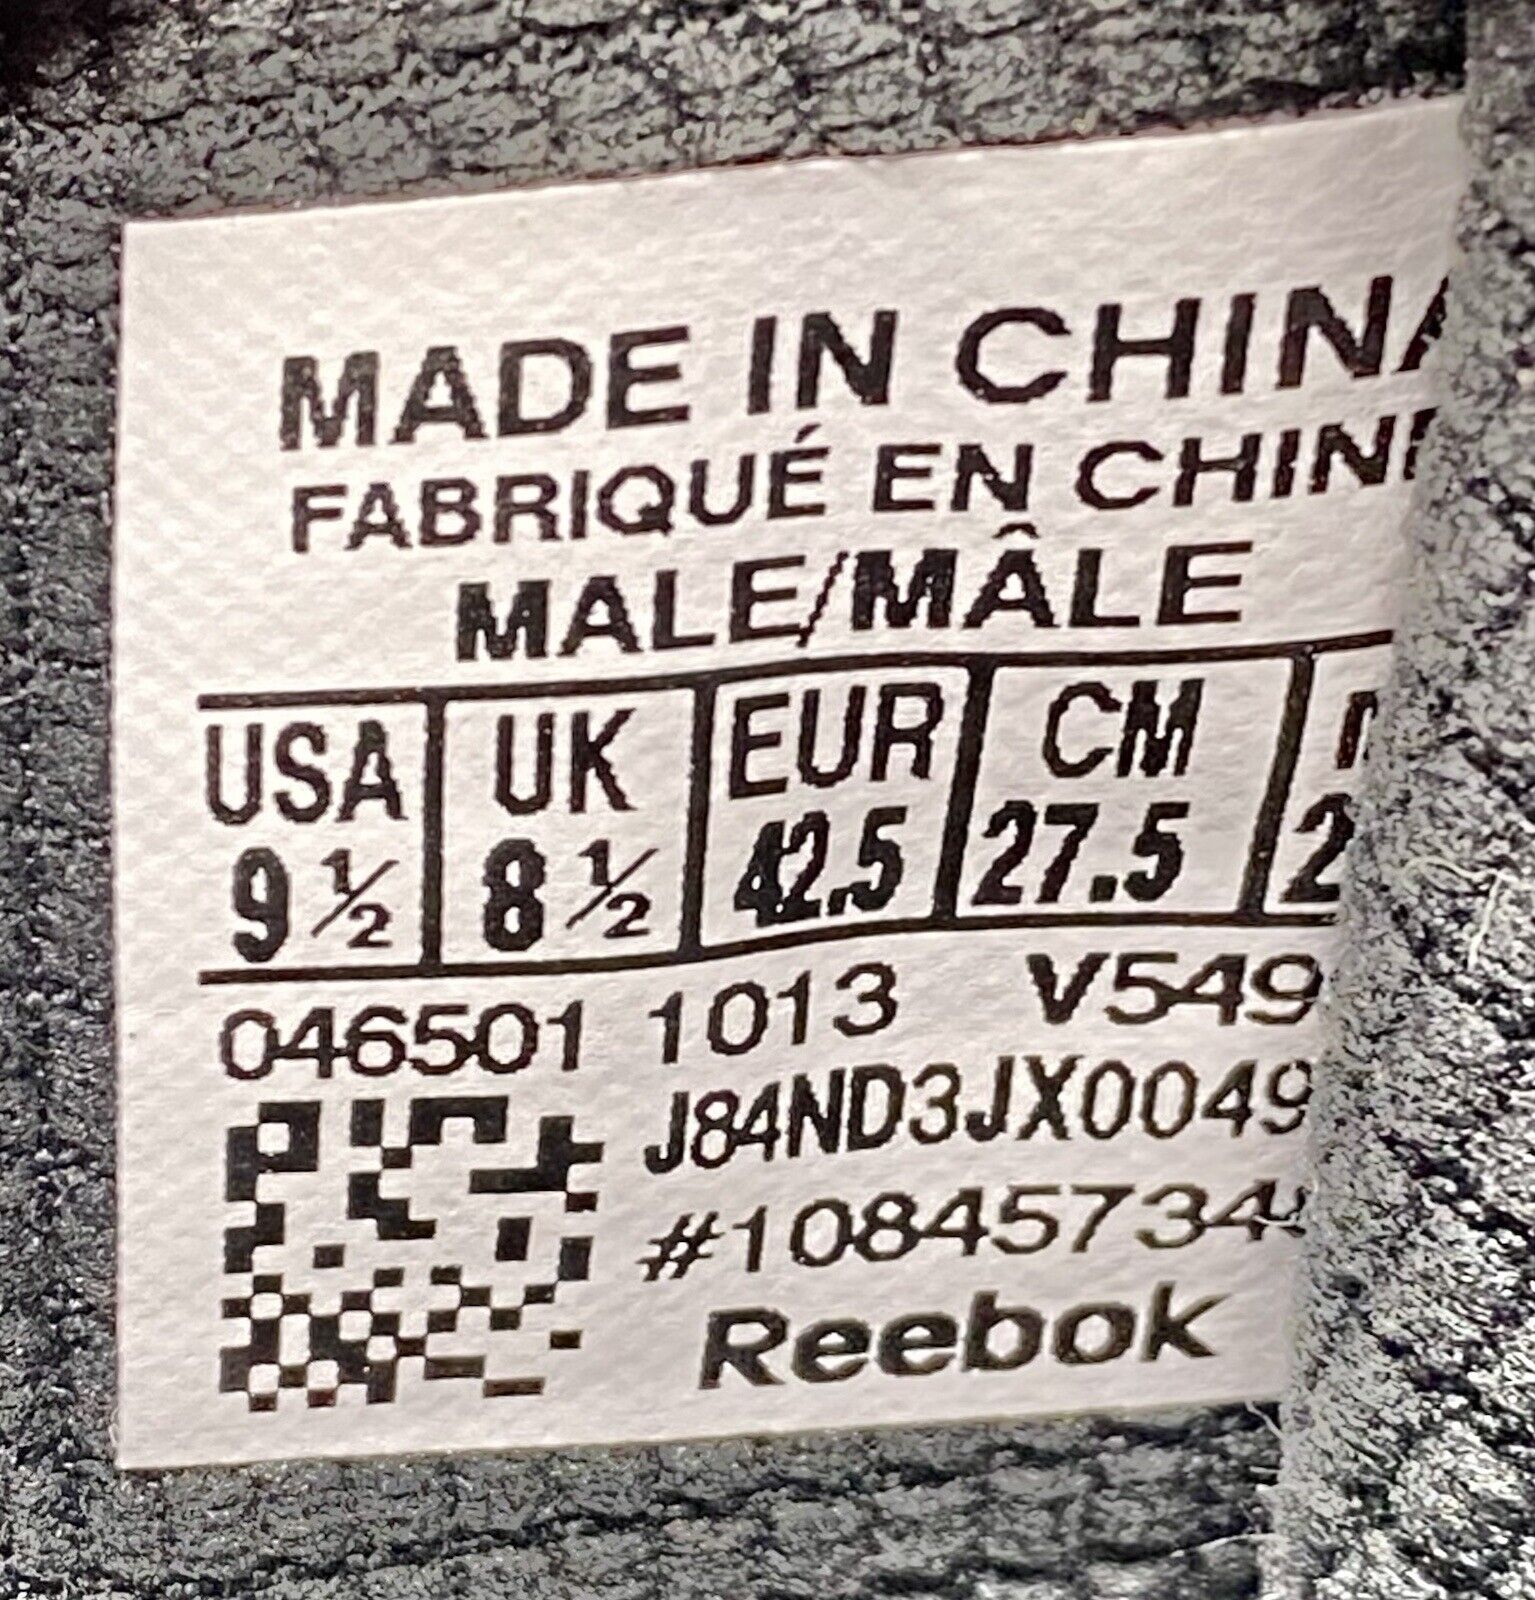 MADE IN CHINA
FABRIQUÉ EN CHINE
MALE/MÂLE
USA UK EUR CM
9 ½ 8 ½ 42.5 27.5 2
046501 1013 V549
J84ND3JX0049
#10845734
Reebok